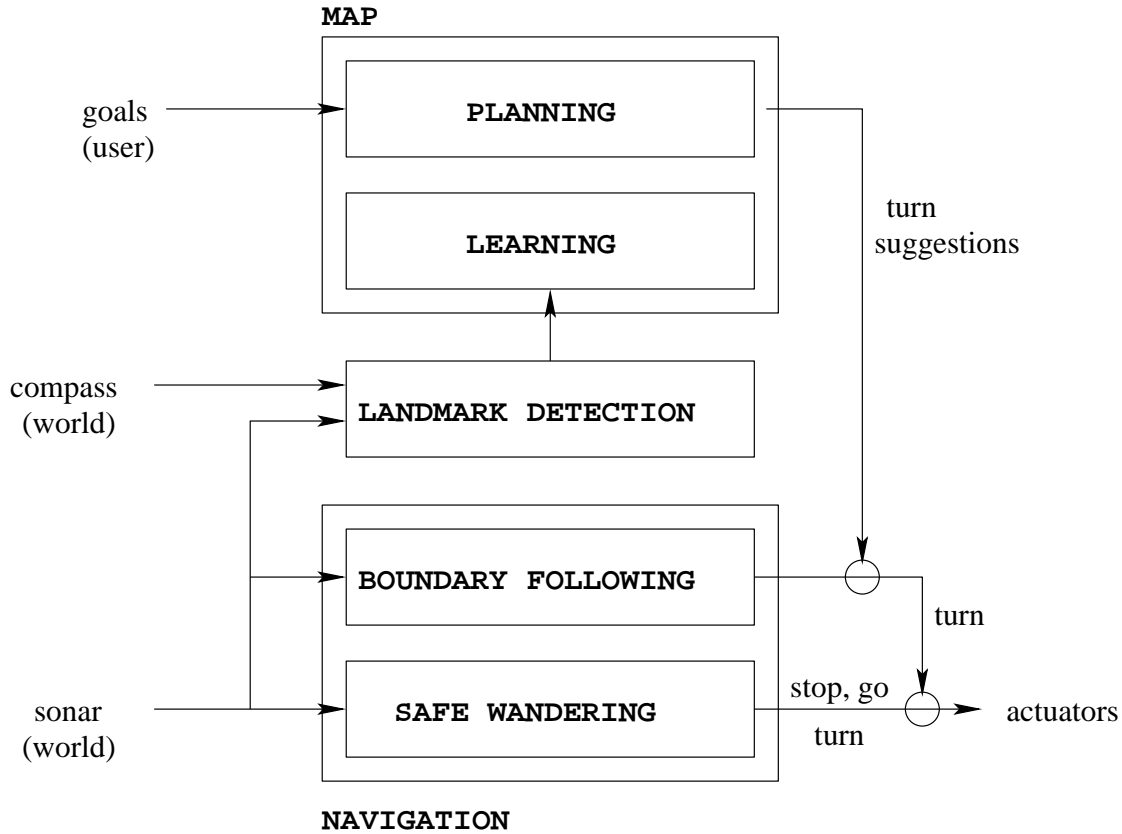 MAP
goals
(user)
PLANNING
LEARNING
turn
suggestions
compass
(world)
LANDMARK DETECTION
BOUNDARY FOLLOWING
turn
sonar
(world)
SAFE WANDERING
stop, go
turn
actuators
NAVIGATION